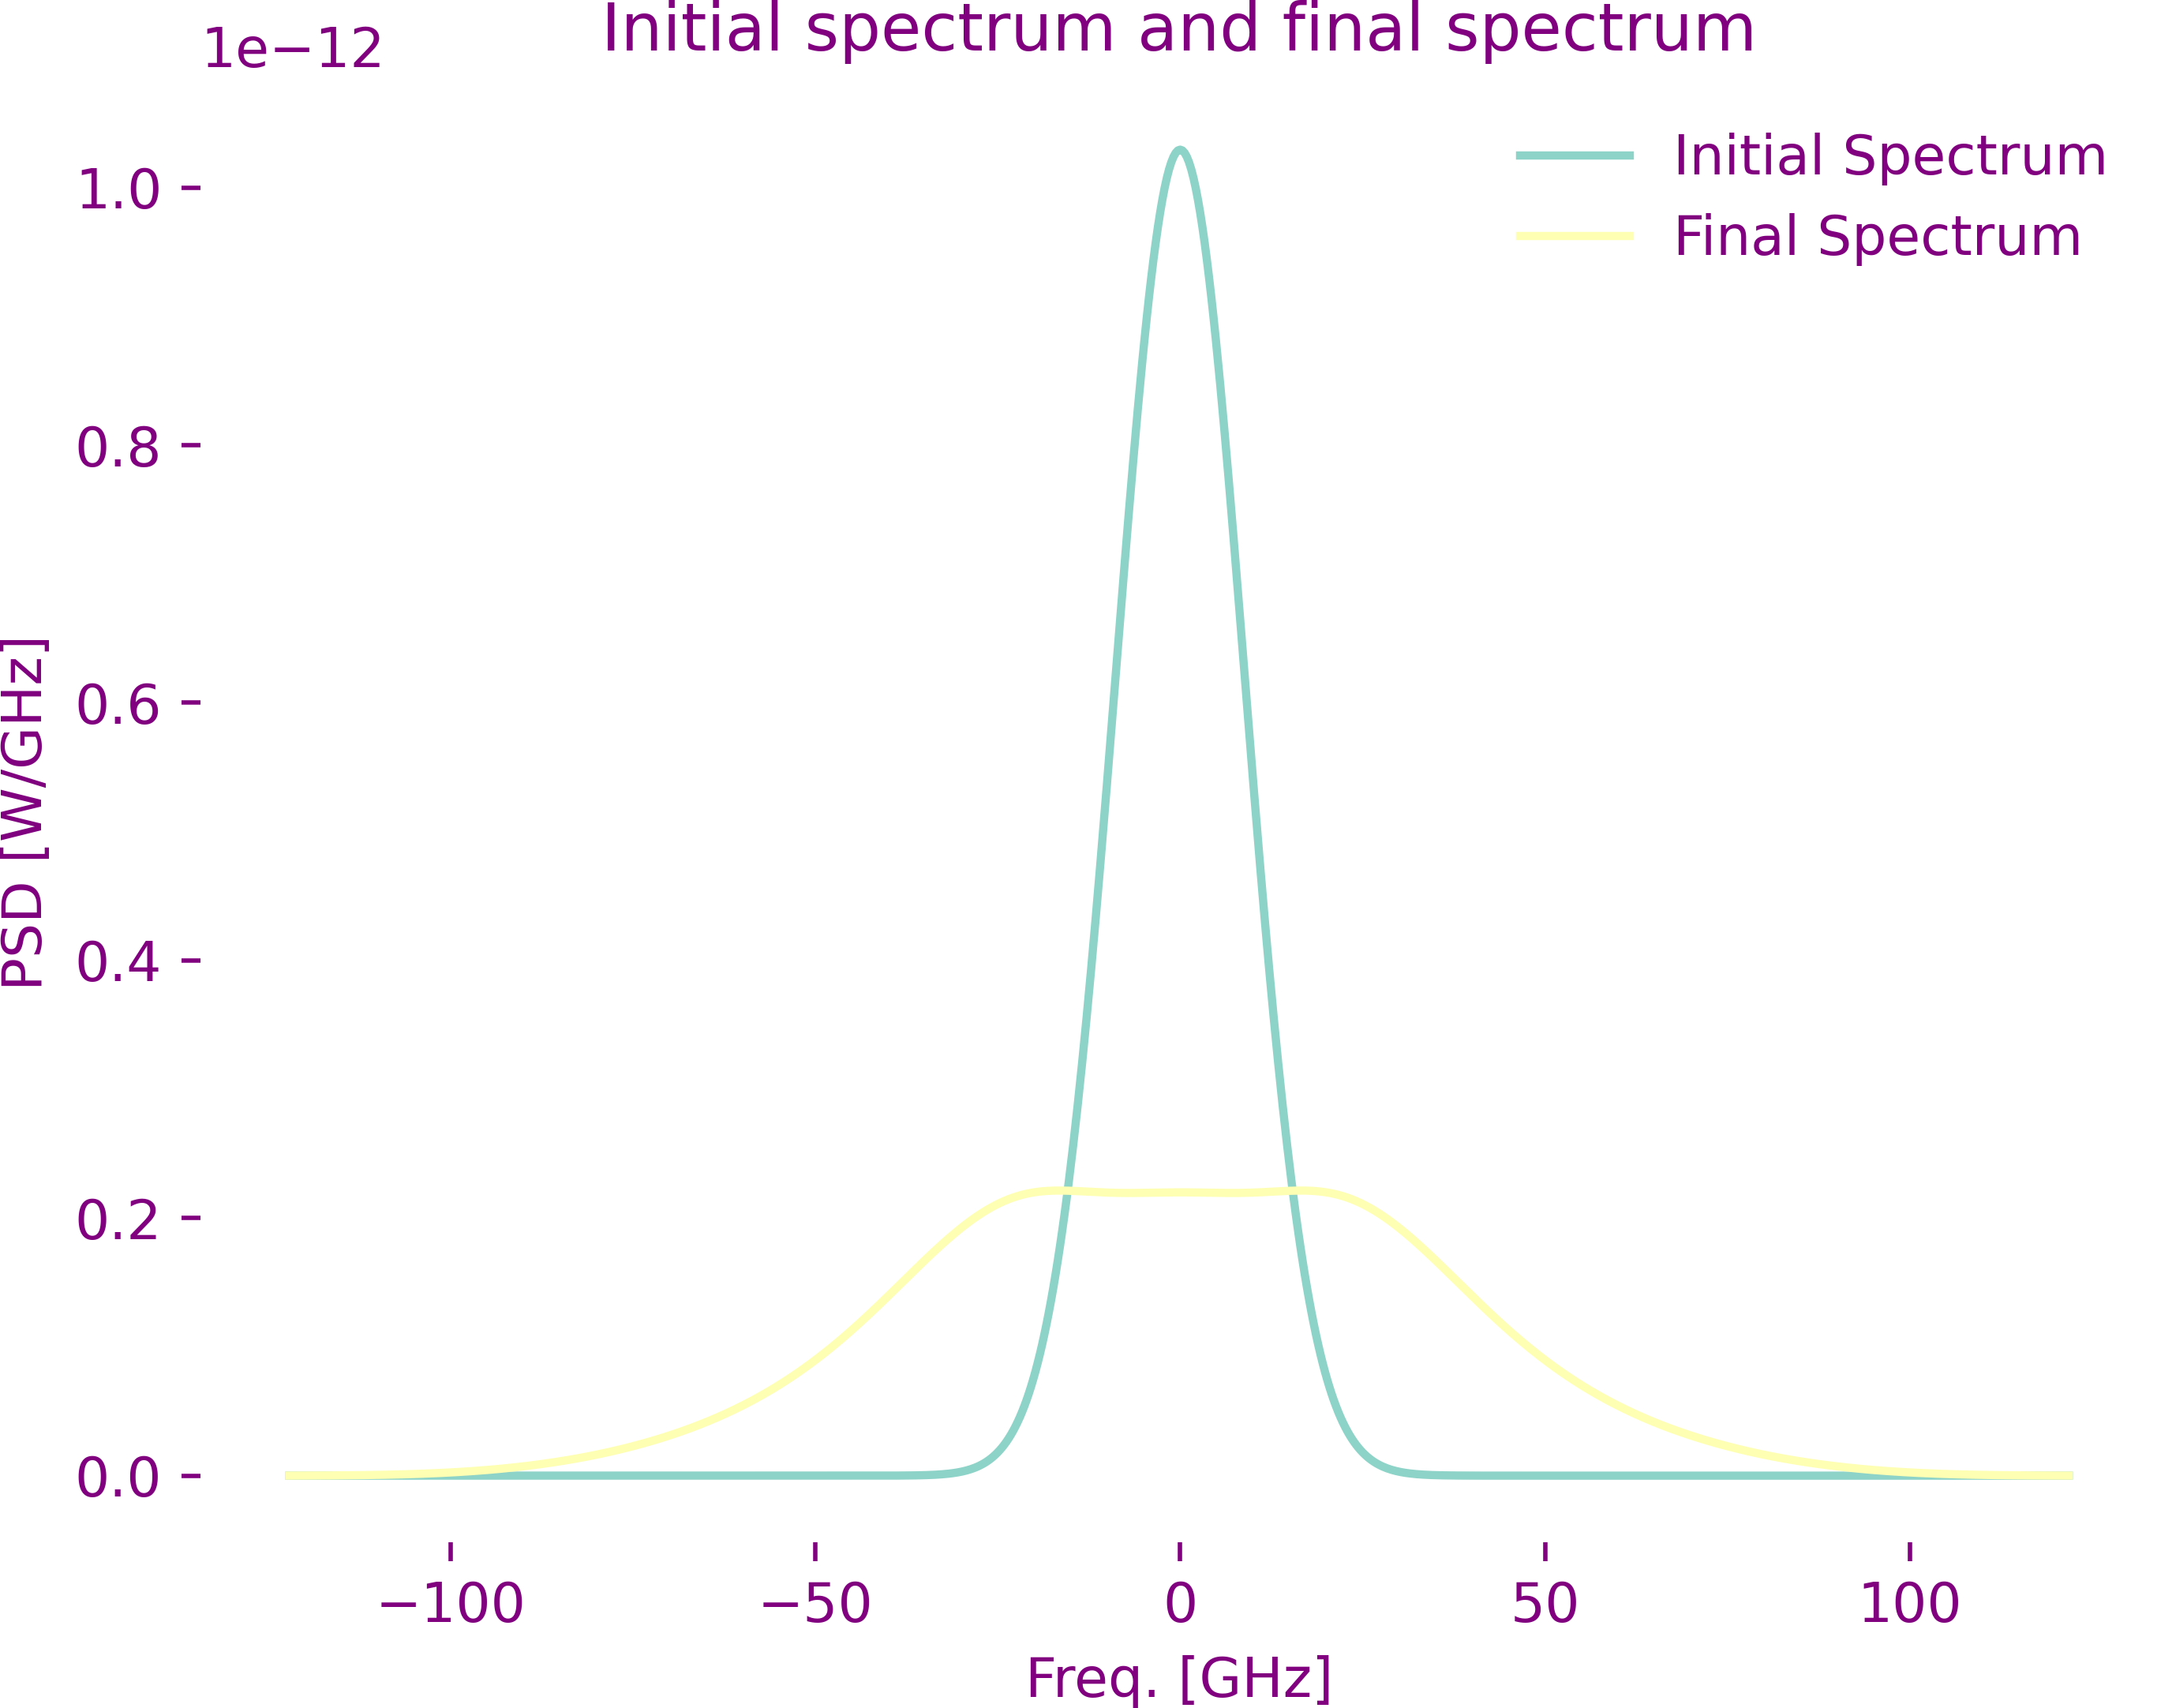 Initial spectrum and final spectrum
1e−12
Initial Spectrum
Final Spectrum
1.0
0.8
0.6
0.4
0.2
0.0
PSD [W/GHz]
−100
−50
0
50
100
Freq. [GHz]